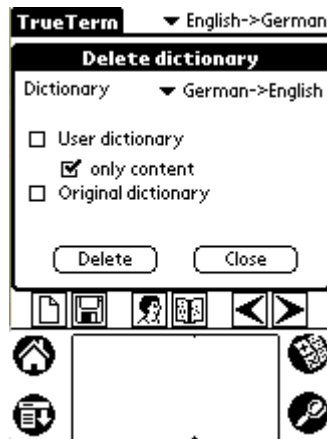 TrueTerm English->German
Delete dictionary
Dictionary German->English
User dictionary
only content
Original dictionary
Delete Close